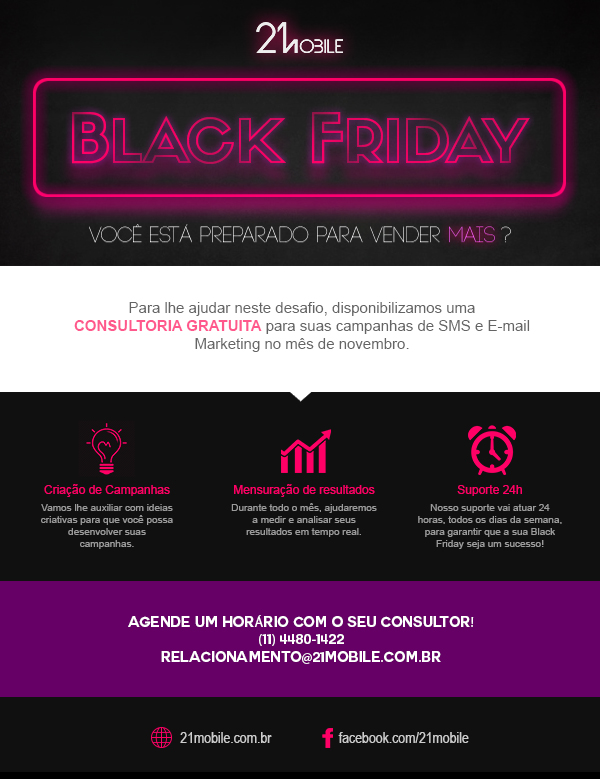 21MOBILE
BLACK FRIDAY
VOCÊ ESTÁ PREPARADO PARA VENDER MAIS ?
Para lhe ajudar neste desafio, disponibilizamos uma
CONSULTORIA GRATUITA para suas campanhas de SMS e E-mail
Marketing no mês de novembro.
Criação de Campanhas
Vamos lhe auxiliar com ideias
criativas para que você possa
desenvolver suas
campanhas.
Mensuração de resultados
Durante todo o mês, ajudaremos
a medir e analisar seus
resultados em tempo real.
Suporte 24h
Nosso suporte vai atuar 24
horas, todos os dias da semana,
para garantir que a sua Black
Friday seja um sucesso!
AGENDE UM HORÁRIO COM O SEU CONSULTOR!
(11) 4480-1422
RELACIONAMENTO@21MOBILE.COM.BR
21mobile.com.br
facebook.com/21mobile